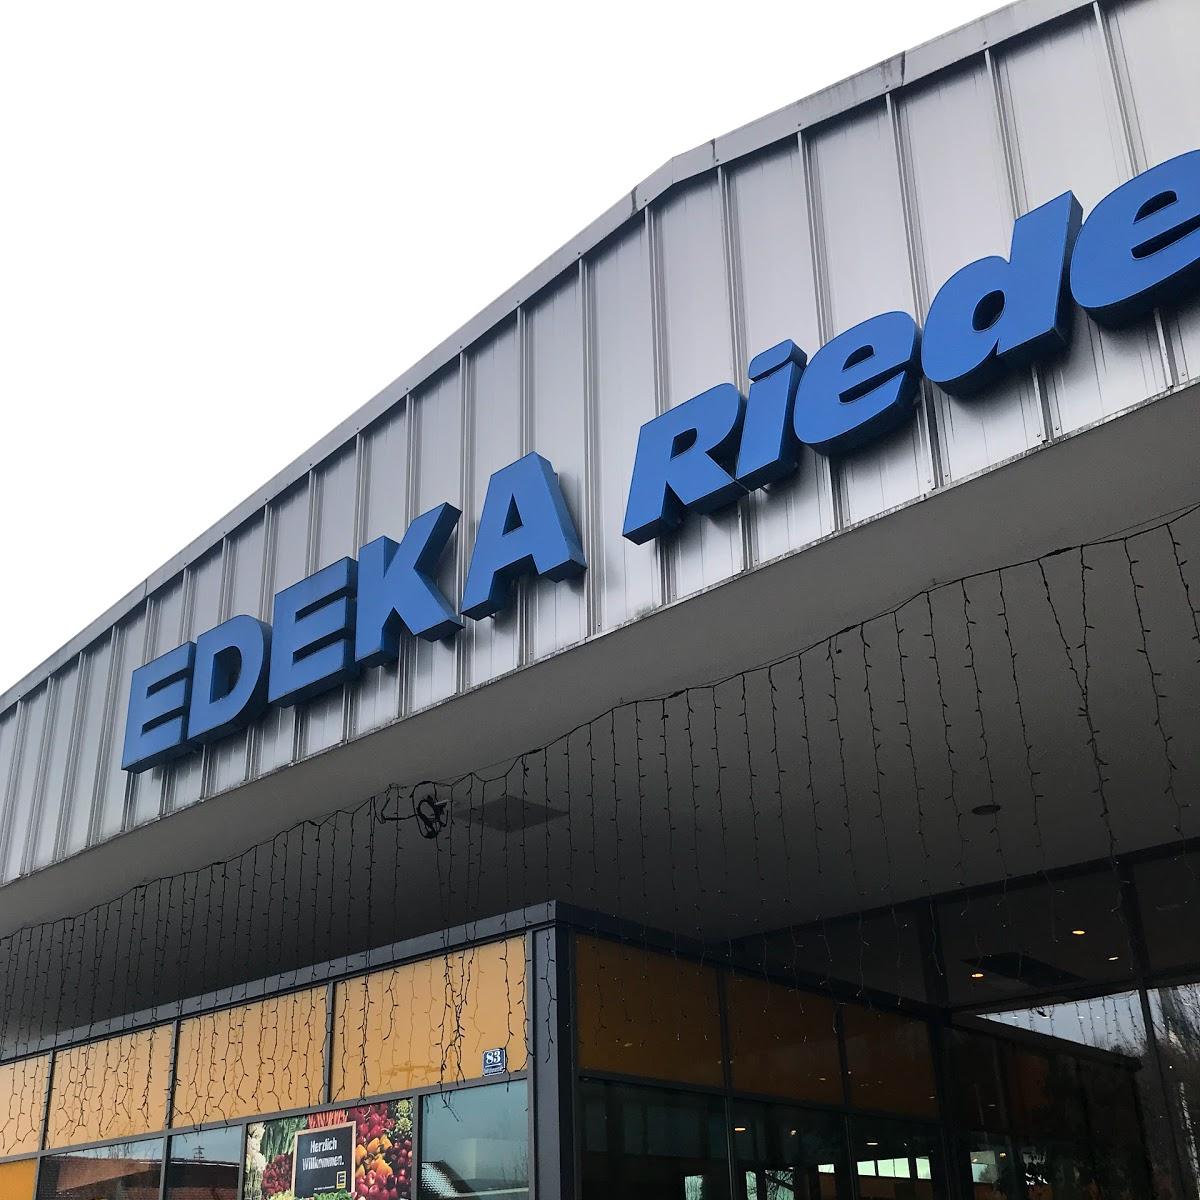 EDEKA Riede
83
Herzlich
Willkommen.